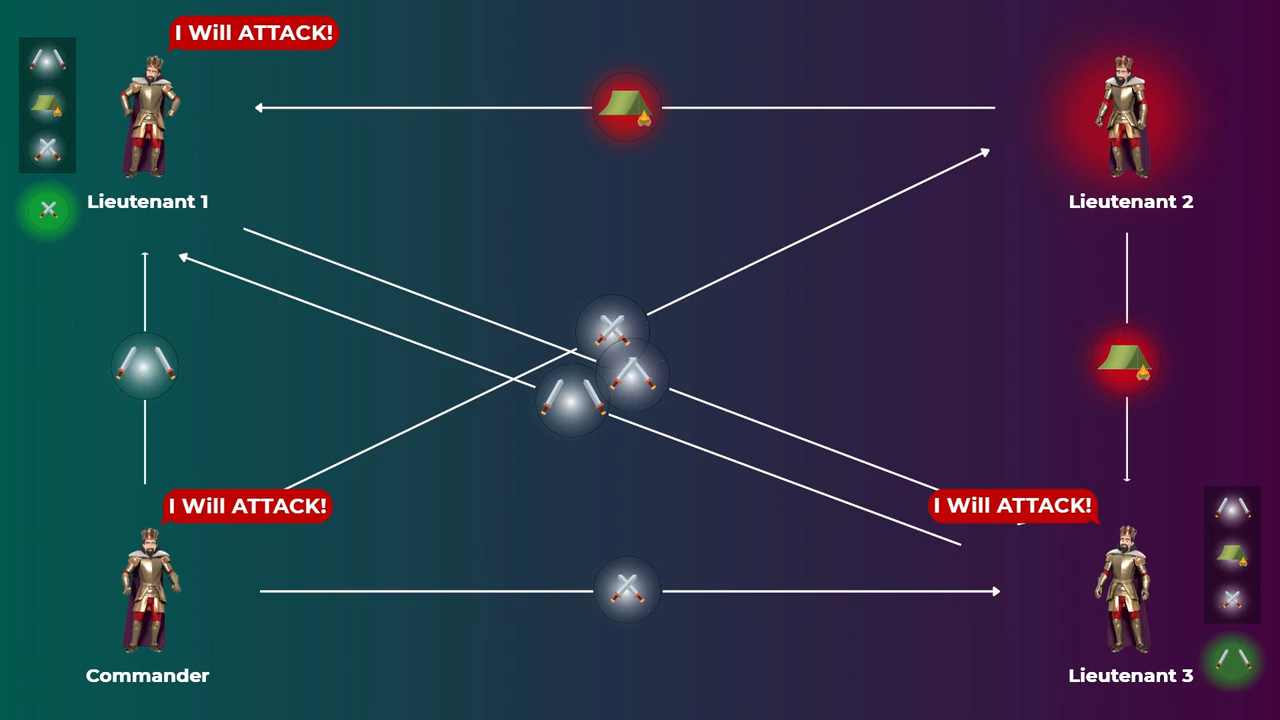 I Will ATTACK!
Lieutenant 1
Lieutenant 2
I Will ATTACK!
I Will ATTACK!
Commander
Lieutenant 3